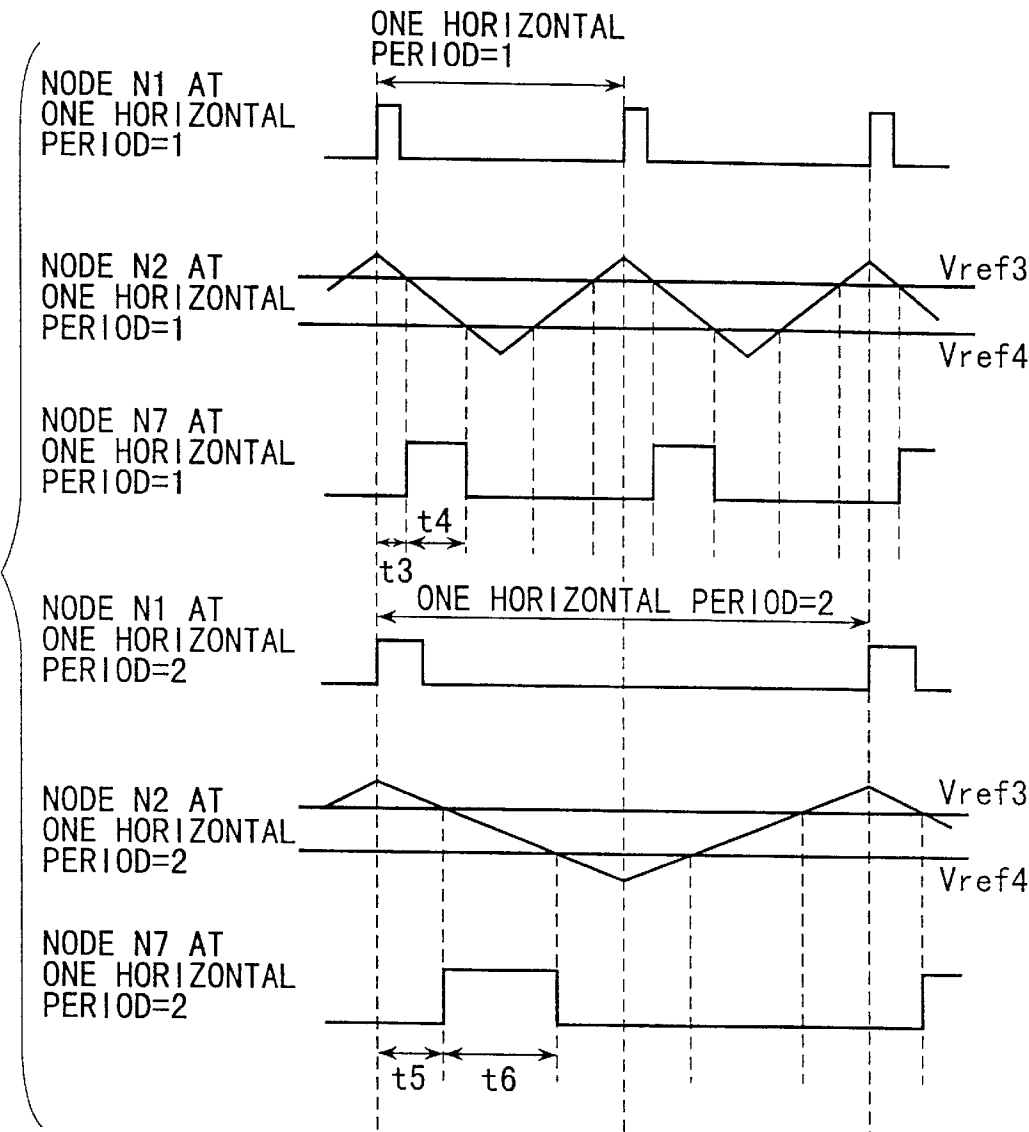 ONE HORIZONTAL
PERIOD=1
NODE N1 AT
ONE HORIZONTAL
PERIOD=1
NODE N2 AT
ONE HORIZONTAL
PERIOD=1
Vref3
Vref4
NODE N7 AT
ONE HORIZONTAL
PERIOD=1
t4
t3
NODE N1 AT
ONE HORIZONTAL
PERIOD=2
ONE HORIZONTAL PERIOD=2
NODE N2 AT
ONE HORIZONTAL
PERIOD=2
Vref3
Vref4
NODE N7 AT
ONE HORIZONTAL
PERIOD=2
t5
t6